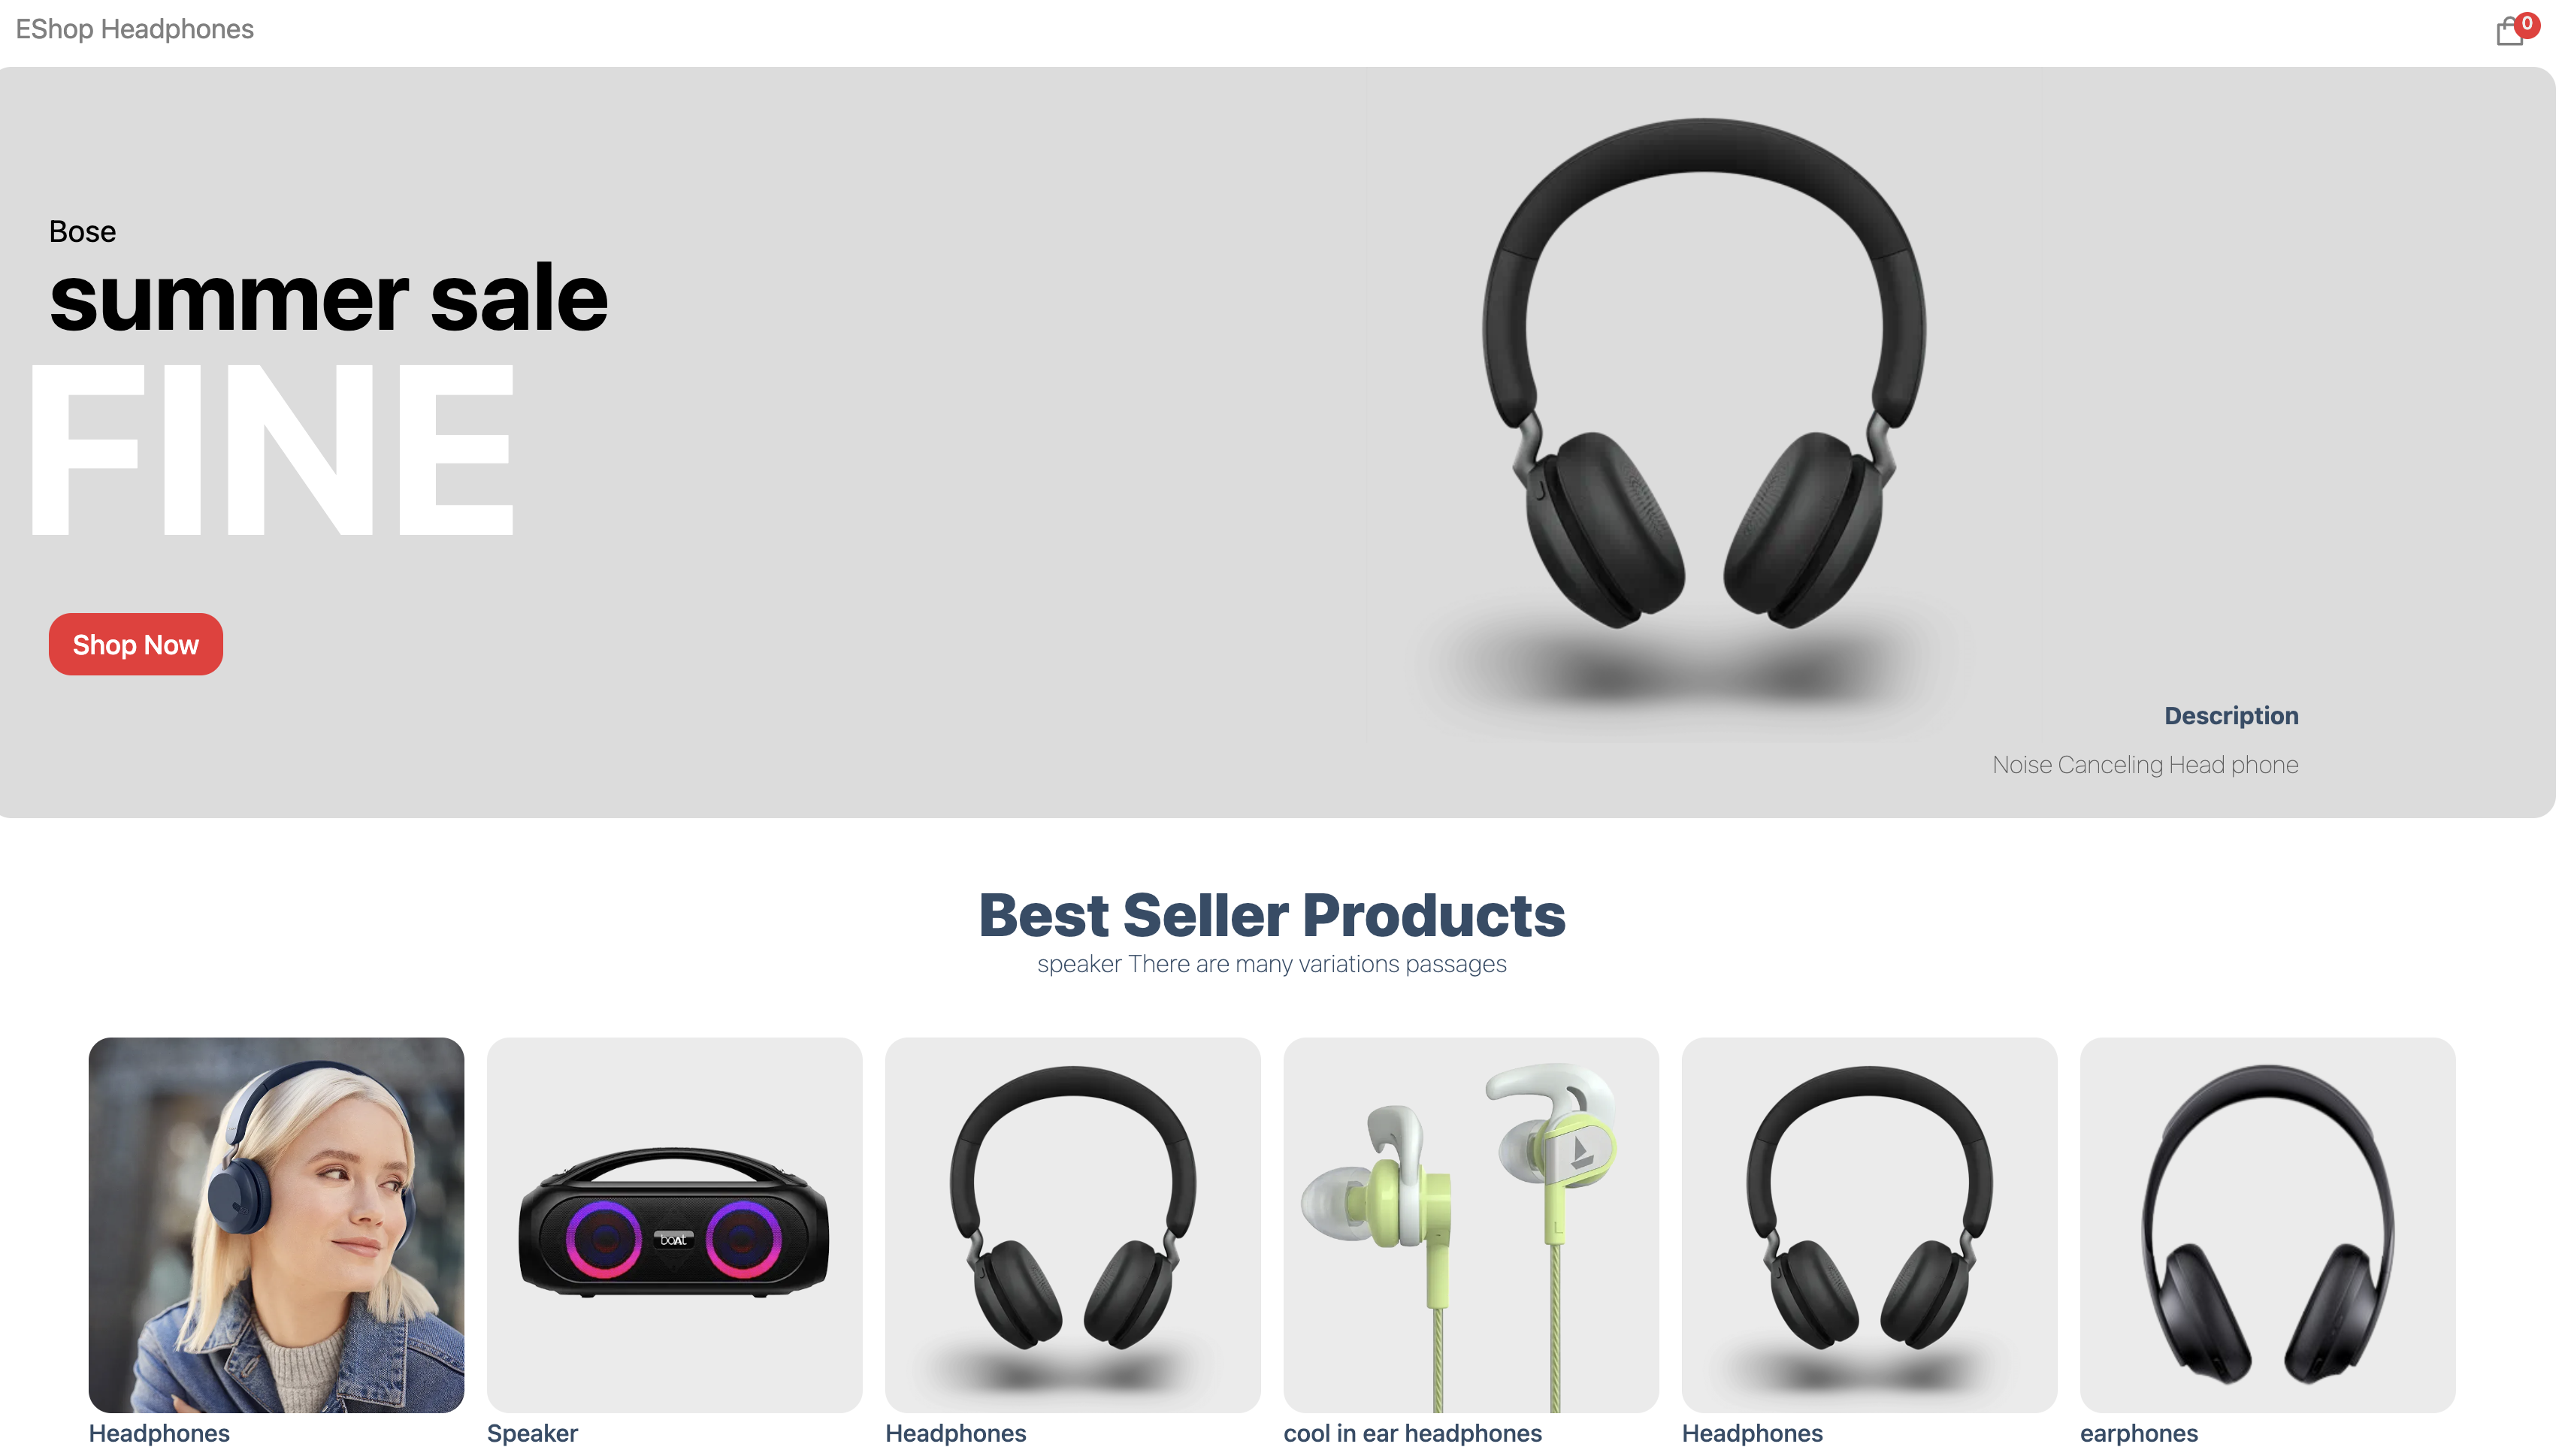 EShop Headphones
0
Bose
summer sale
FINE
Shop Now
Description
Noise Canceling Head phone
Best Seller Products
speaker There are many variations passages
boAt
L
Headphones
Speaker
Headphones
cool in ear headphones
Headphones
earphones